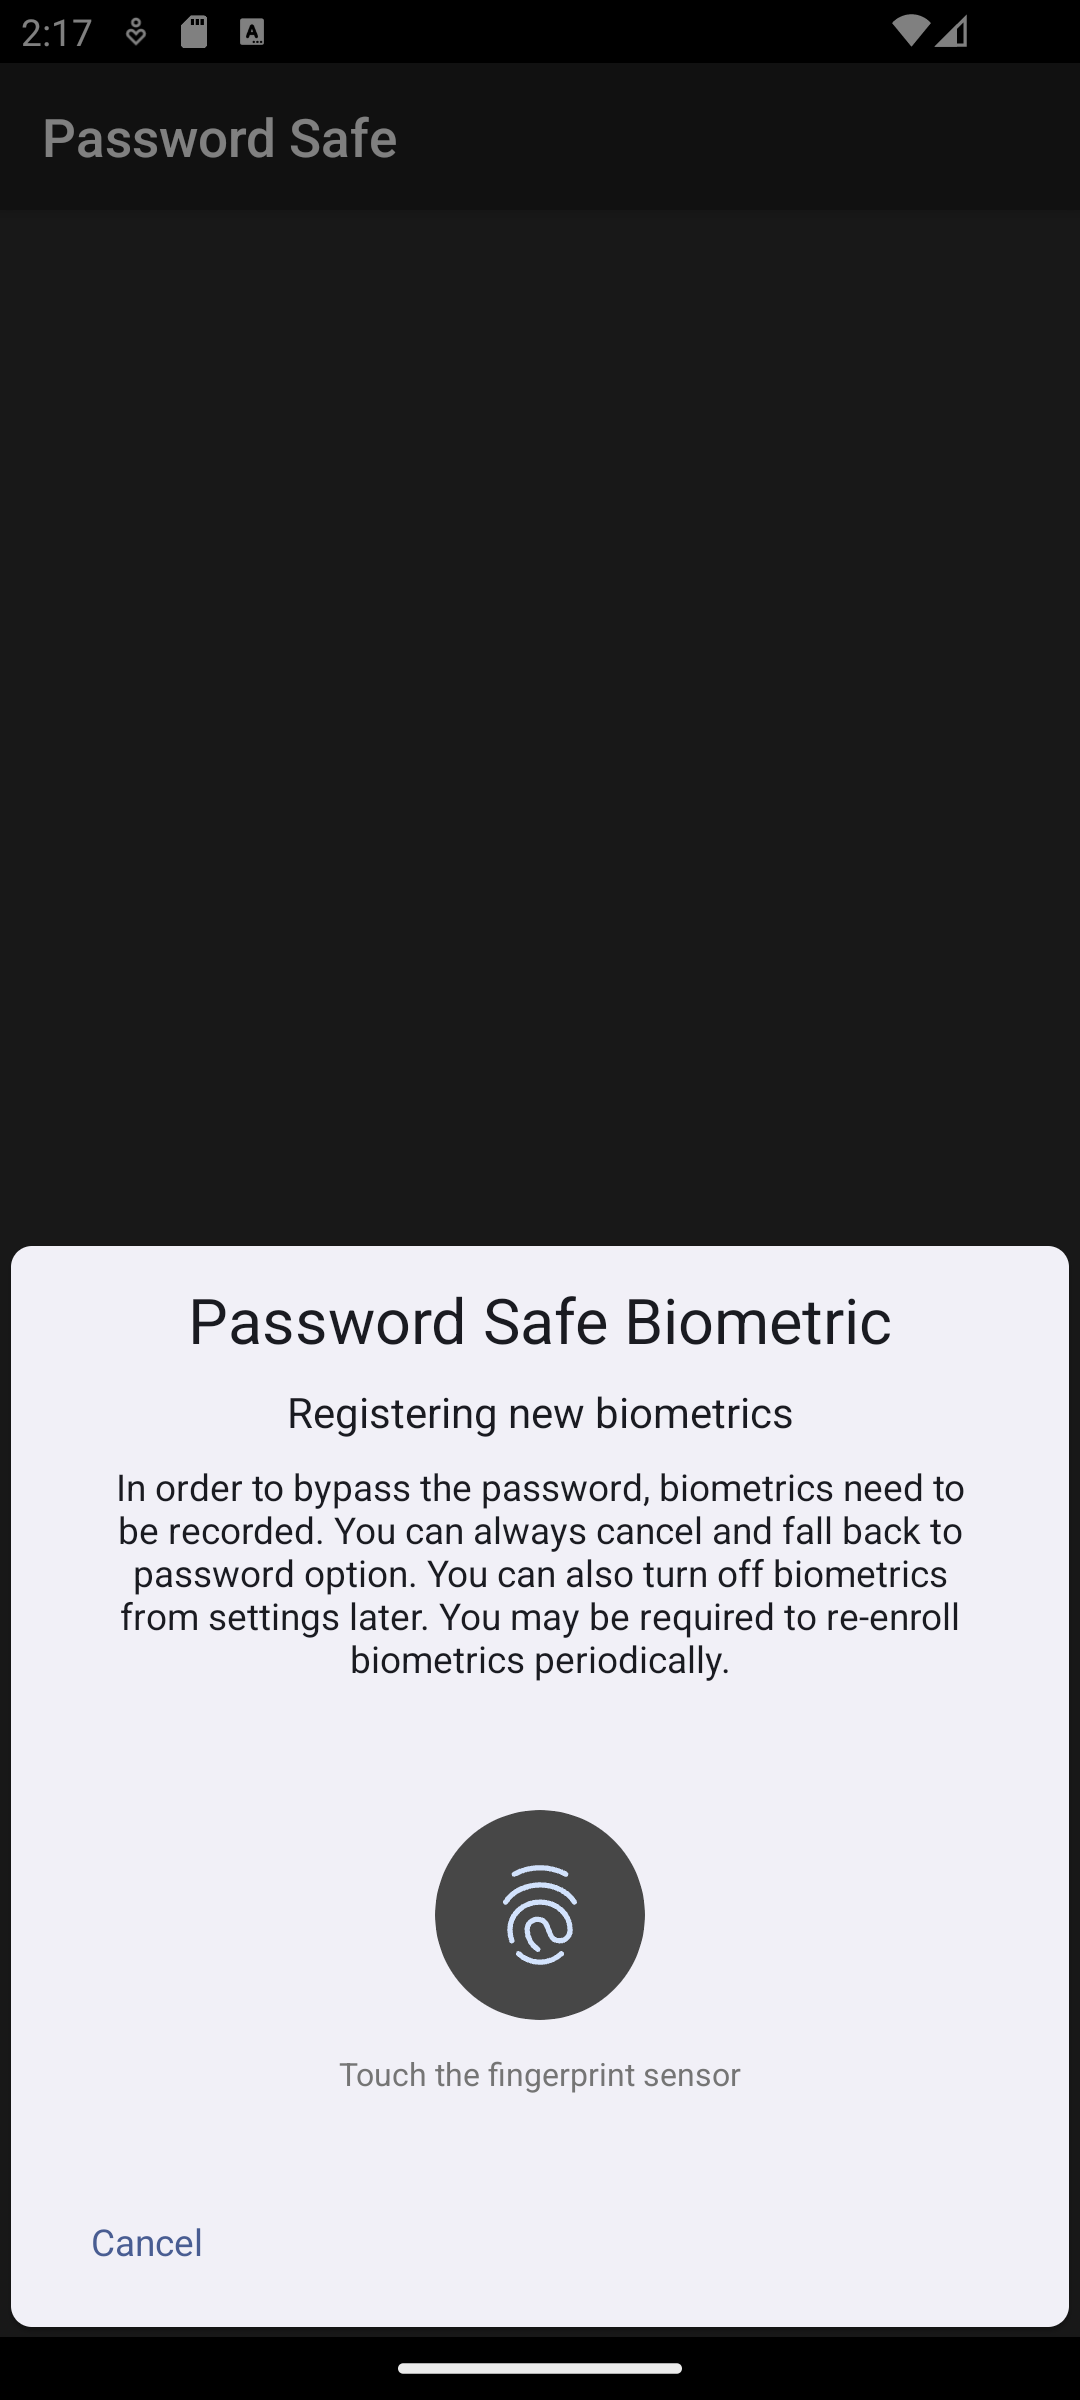 2:17
Password Safe
Password Safe Biometric
Registering new biometrics
In order to bypass the password, biometrics need to
be recorded. You can always cancel and fall back to
password option. You can also turn off biometrics
from settings later. You may be required to re-enroll
biometrics periodically.
Touch the fingerprint sensor
Cancel